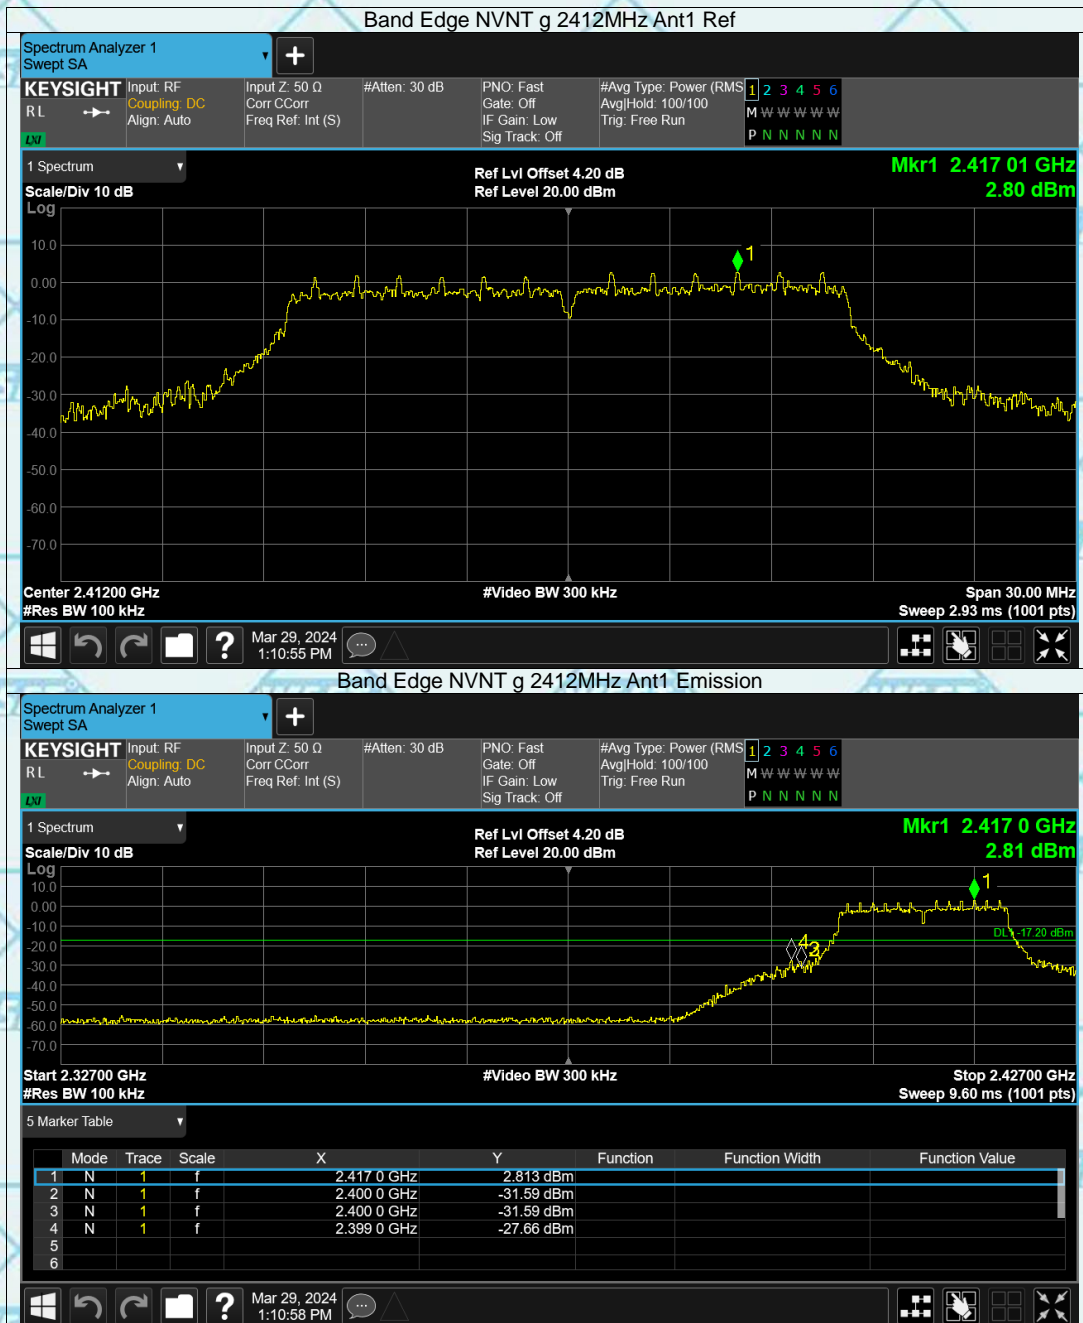 Band Edge NVNT g 2412MHz Ant1 Ref
Spectrum Analyzer 1
Swept SA
KEYSIGHT Input: RF Input Z: 50 Ω #Atten: 30 dB PNO: Fast #Avg Type: Power (RMS 1 2 3 4 5 6
RL Coupling: DC Corr CCorr Gate: Off Avg|Hold: 100/100 M W W W W W
Align: Auto Freq Ref: Int (S) IF Gain: Low Trig: Free Run
LXI Sig Track: Off P N N N N N
1 Spectrum Ref Lvl Offset 4.20 dB Mkr1 2.417 01 GHz
Scale/Div 10 dB Ref Level 20.00 dBm 2.80 dBm
Log
10.0
1
0.00
-10.0
-20.0
-30.0
-40.0
-50.0
-60.0
-70.0
Center 2.41200 GHz #Video BW 300 kHz Span 30.00 MHz
#Res BW 100 kHz Sweep 2.93 ms (1001 pts)
? Mar 29, 2024
1:10:55 PM
Band Edge NVNT g 2412MHz Ant1 Emission
Spectrum Analyzer 1
Swept SA
KEYSIGHT Input: RF Input Z: 50 Ω #Atten: 30 dB PNO: Fast #Avg Type: Power (RMS 1 2 3 4 5 6
RL Coupling: DC Corr CCorr Gate: Off Avg|Hold: 100/100 M W W W W W
Align: Auto Freq Ref: Int (S) IF Gain: Low Trig: Free Run
LXI Sig Track: Off P N N N N N
1 Spectrum Ref Lvl Offset 4.20 dB Mkr1 2.417 0 GHz
Scale/Div 10 dB Ref Level 20.00 dBm 2.81 dBm
Log
10.0 1
0.00
-10.0
DL1 -17.20 dBm
-20.0 4 2
-30.0
-40.0
-50.0
-60.0
-70.0
Start 2.32700 GHz #Video BW 300 kHz Stop 2.42700 GHz
#Res BW 100 kHz Sweep 9.60 ms (1001 pts)
5 Marker Table
Mode Trace Scale X Y Function Function Width Function Value
1 N 1 f 2.417 0 GHz 2.813 dBm
2 N 1 f 2.400 0 GHz -31.59 dBm
3 N 1 f 2.400 0 GHz -31.59 dBm
4 N 1 f 2.399 0 GHz -27.66 dBm
5
6
? Mar 29, 2024
1:10:58 PM